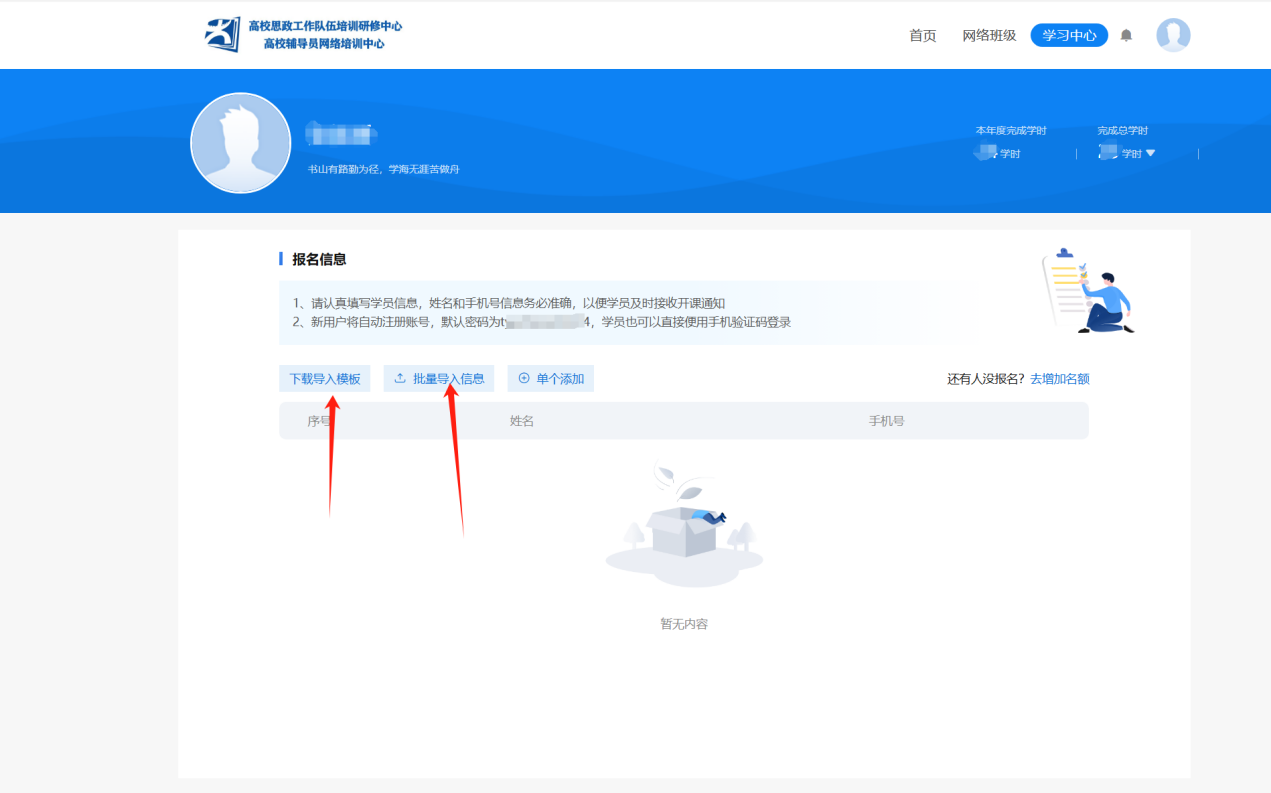 高校思政工作队伍培训研修中心
高校辅导员网络培训中心
首页 网络班级 学习中心
书山有路勤为径，学海无涯苦做舟
本年度完成学时 完成总学时
学时 学时
报名信息
1、请认真填写学员信息，姓名和手机号信息务必准确，以便学员及时接收开课通知
2、新用户将自动注册账号，默认密码为ty 4，学员也可以直接使用手机验证码登录
下载导入模板 批量导入信息 单个添加 还有人没报名？去增加名额
序号 姓名 手机号
暂无内容